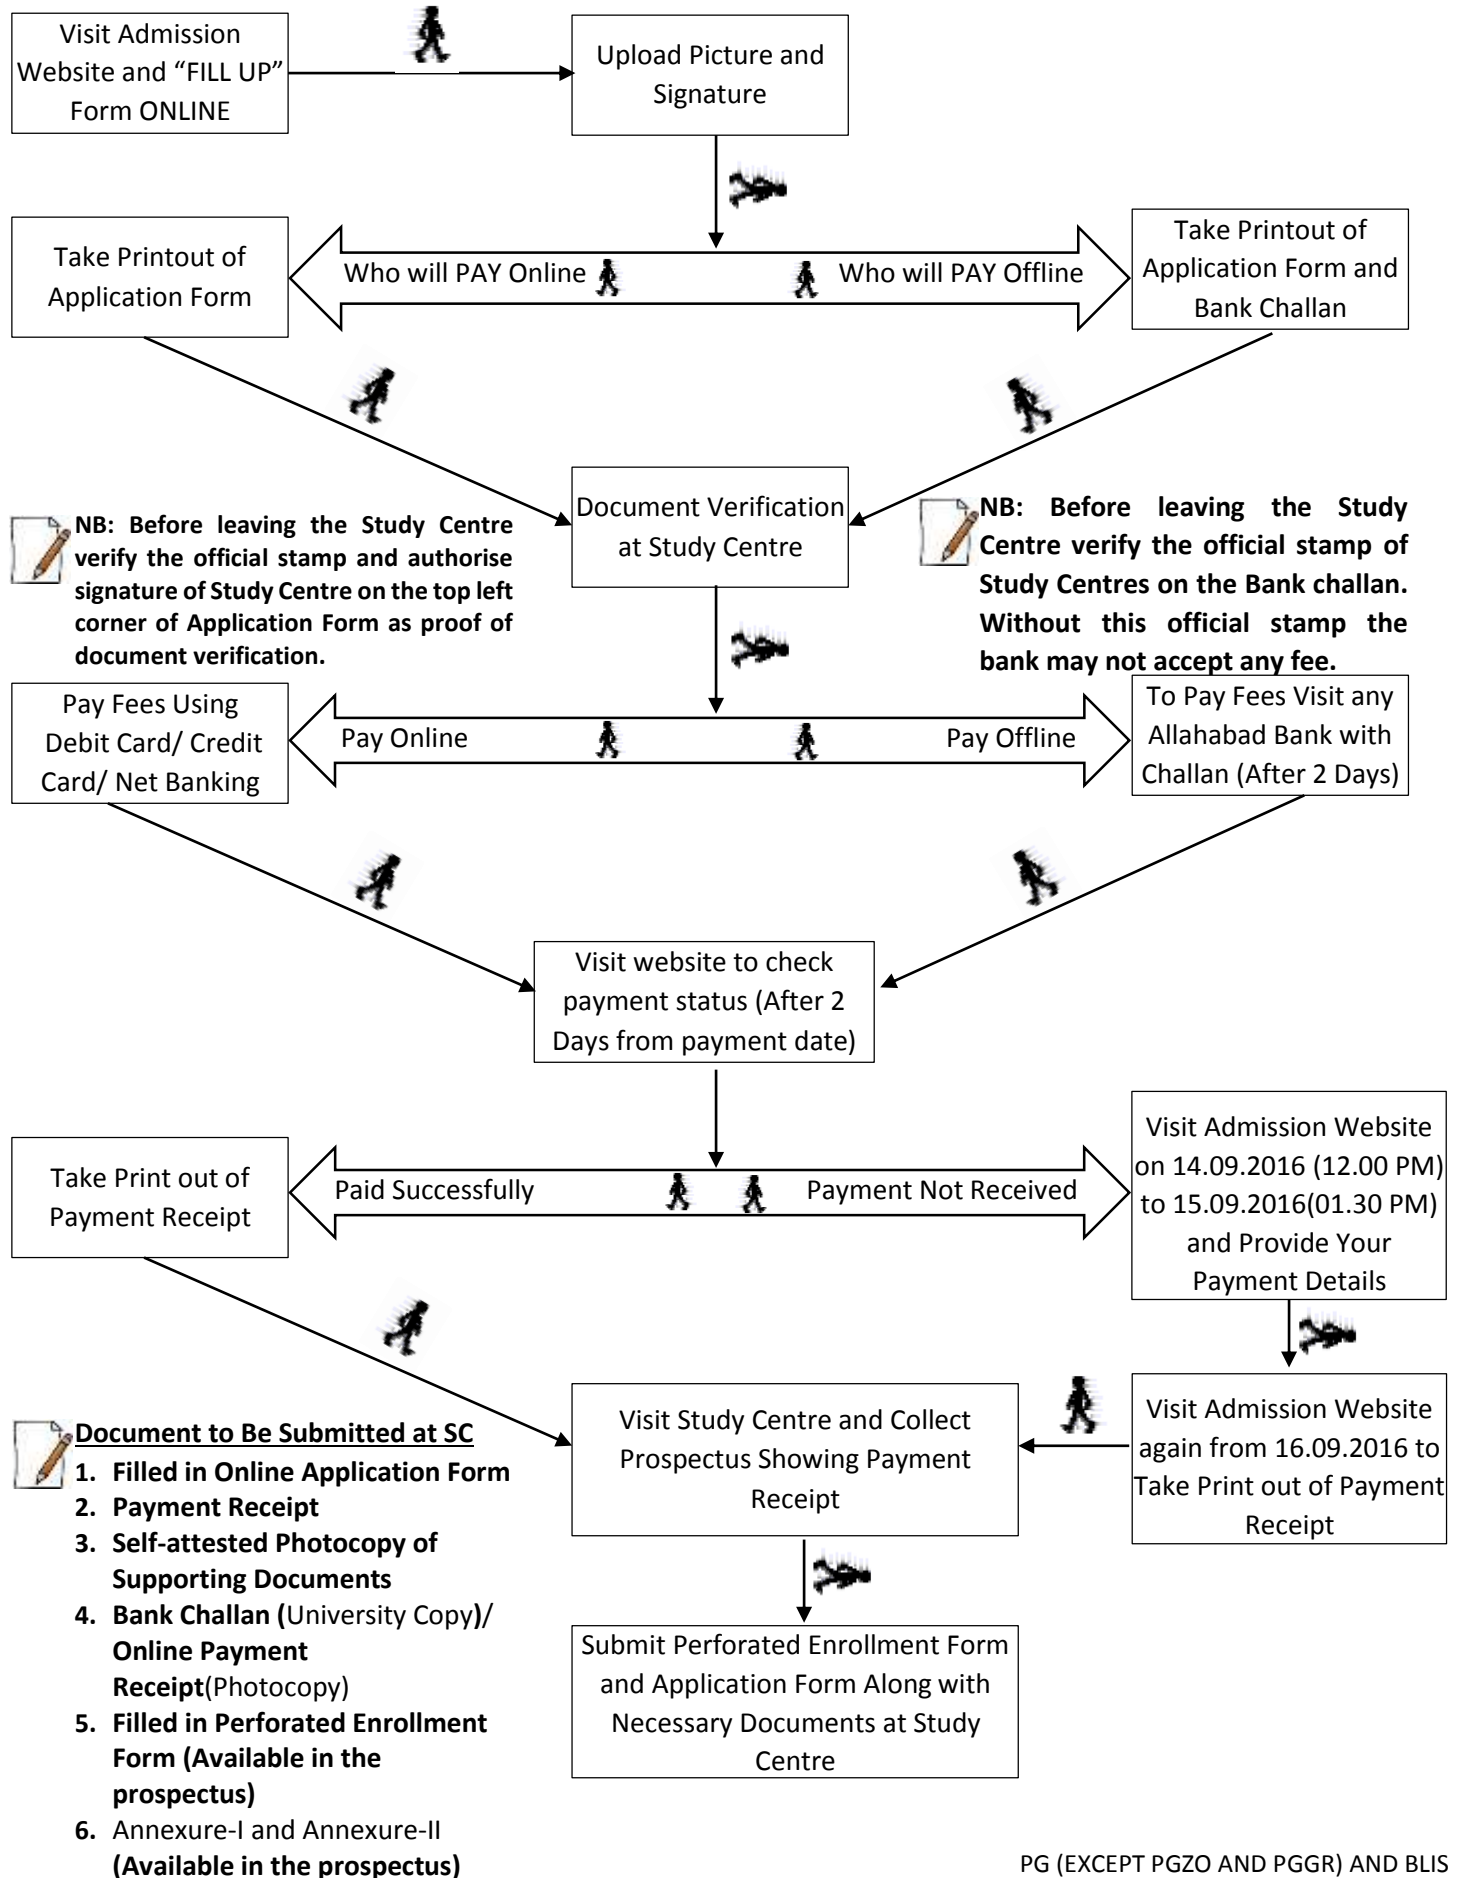 Visit Admission
Website and “FILL UP”
Form ONLINE
Upload Picture and
Signature
Take Printout of
Application Form
Who will PAY Online
Who will PAY Offline
Take Printout of
Application Form and
Bank Challan
Document Verification
at Study Centre
NB: Before leaving the Study Centre
verify the official stamp and authorise
signature of Study Centre on the top left
corner of Application Form as proof of
document verification.
NB: Before leaving the Study
Centre verify the official stamp of
Study Centres on the Bank challan.
Without this official stamp the
bank may not accept any fee.
Pay Fees Using
Debit Card/ Credit
Card/ Net Banking
Pay Online
Pay Offline
To Pay Fees Visit any
Allahabad Bank with
Challan (After 2 Days)
Visit website to check
payment status (After 2
Days from payment date)
Take Print out of
Payment Receipt
Paid Successfully
Payment Not Received
Visit Admission Website
on 14.09.2016 (12.00 PM)
to 15.09.2016(01.30 PM)
and Provide Your
Payment Details
Visit Study Centre and Collect
Prospectus Showing Payment
Receipt
Visit Admission Website
again from 16.09.2016 to
Take Print out of Payment
Receipt
Document to Be Submitted at SC
1. Filled in Online Application Form
2. Payment Receipt
3. Self-attested Photocopy of
Supporting Documents
4. Bank Challan (University Copy)/
Online Payment
Receipt(Photocopy)
5. Filled in Perforated Enrollment
Form (Available in the
prospectus)
6. Annexure-I and Annexure-II
(Available in the prospectus)
Submit Perforated Enrollment Form
and Application Form Along with
Necessary Documents at Study
Centre
PG (EXCEPT PGZO AND PGGR) AND BLIS